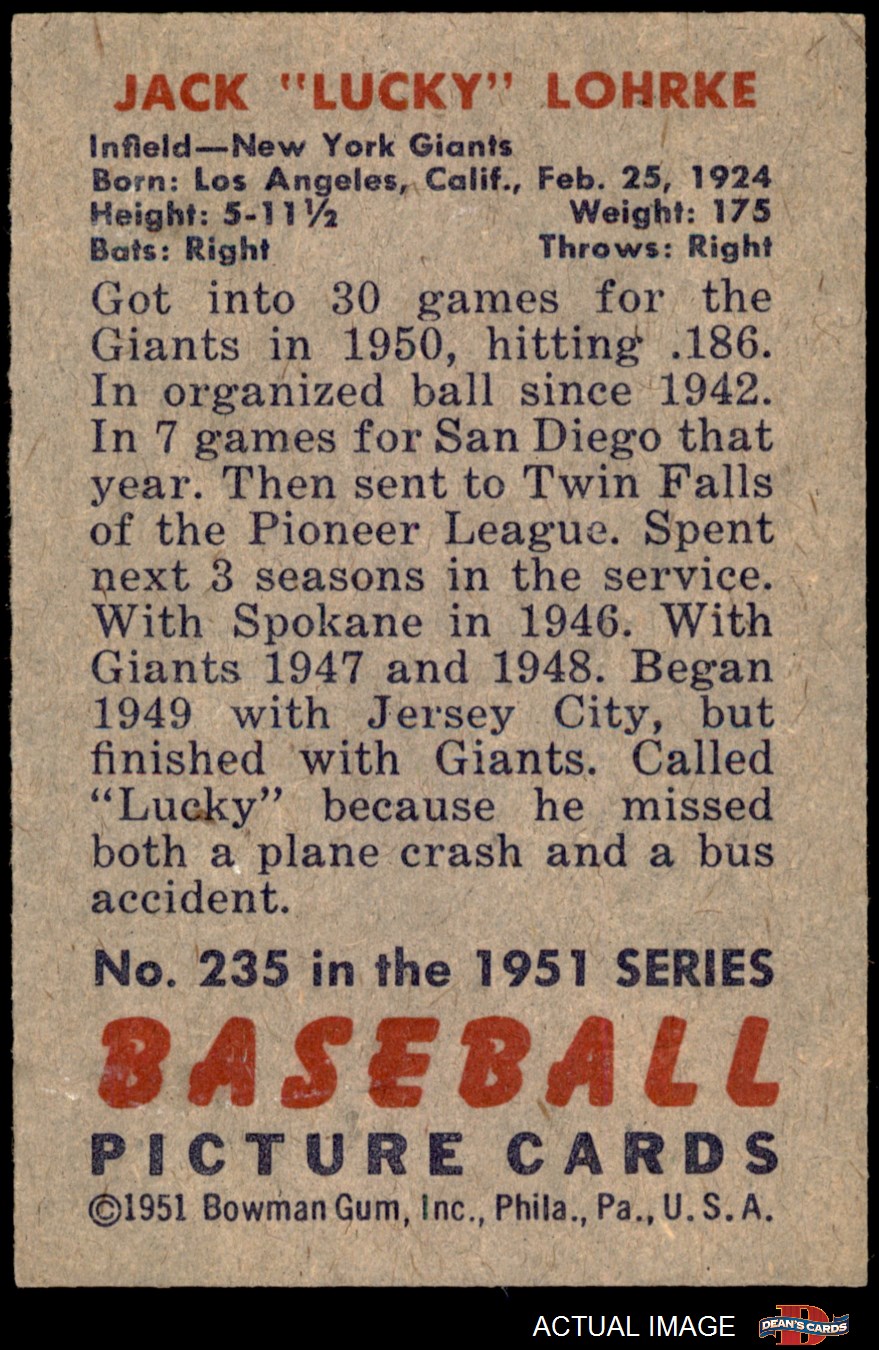 JACK "LUCKY" LOHRKE
Infield—New York Giants
Born: Los Angeles, Calif., Feb. 25, 1924
Height: 5-11½ Weight: 175
Bats: Right Throws: Right
Got into 30 games for the
Giants in 1950, hitting .186.
In organized ball since 1942.
In 7 games for San Diego that
year. Then sent to Twin Falls
of the Pioneer League. Spent
next 3 seasons in the service.
With Spokane in 1946. With
Giants 1947 and 1948. Began
1949 with Jersey City, but
finished with Giants. Called
“Lucky” because he missed
both a plane crash and a bus
accident.
No. 235 in the 1951 SERIES
BASEBALL
PICTURE CARDS
©1951 Bowman Gum, Inc., Phila., Pa., U.S.A.
ACTUAL IMAGE
D
DEAN'S CARDS